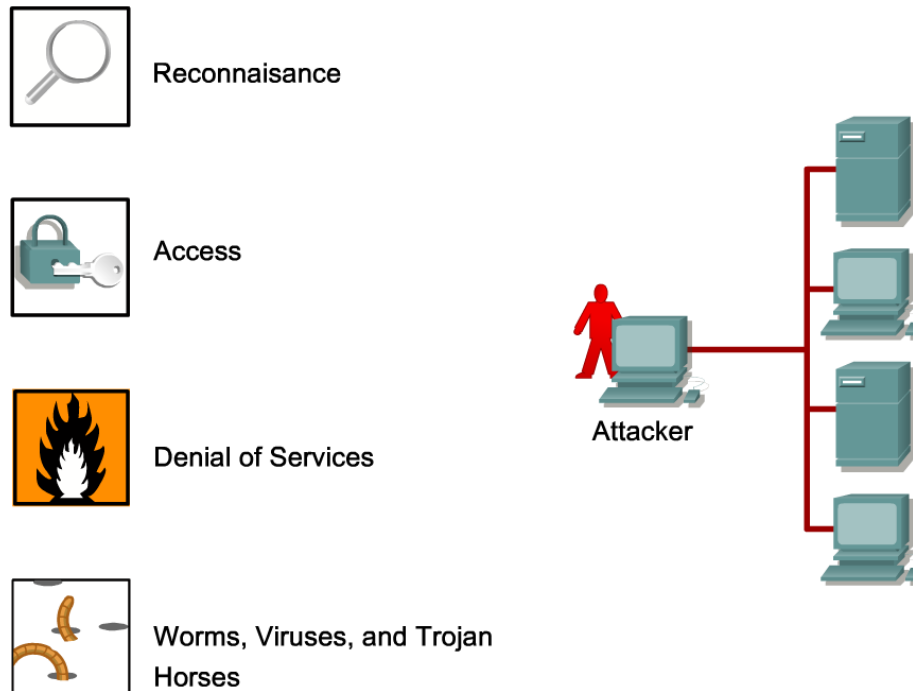 Reconnaisance
Access
Denial of Services
Worms, Viruses, and Trojan
Horses
Attacker